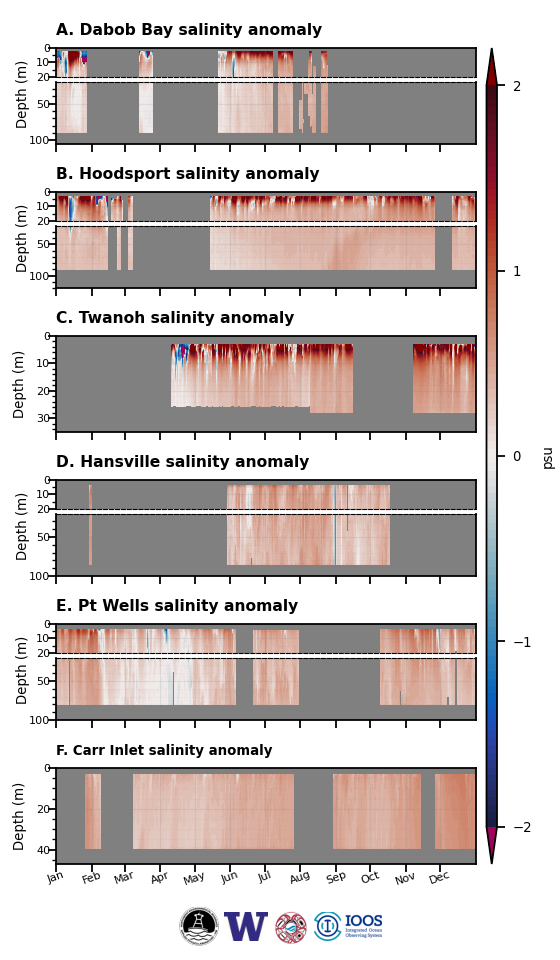 A. Dabob Bay salinity anomaly
0
10
20
50
100
Depth (m)
B. Hoodsport salinity anomaly
0
10
20
50
100
Depth (m)
C. Twanoh salinity anomaly
0
10
20
30
Depth (m)
D. Hansville salinity anomaly
0
10
20
50
100
Depth (m)
E. Pt Wells salinity anomaly
0
10
20
50
100
Depth (m)
F. Carr Inlet salinity anomaly
0
20
40
Depth (m)
Jan Feb Mar Apr May Jun Jul Aug Sep Oct Nov Dec
2
1
0
−1
−2
psu
W
IOOS
Integrated Ocean
Observing System